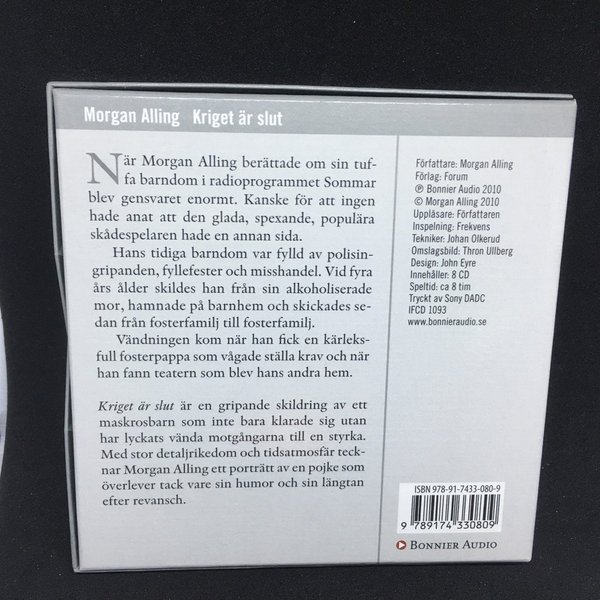 Morgan Alling Kriget är slut
När Morgan Alling berättade om sin tuf-
fa barndom i radioprogrammet Sommar
blev gensvaret enormt. Kanske för att ingen
hade anat att den glada, spexande, populära
skådespelaren hade en annan sida.
Hans tidiga barndom var fylld av polisin-
gripanden, fyllefester och misshandel. Vid fyra
års ålder skildes han från sin alkoholiserade
mor, hamnade på barnhem och skickades se-
dan från fosterfamilj till fosterfamilj.
Vändningen kom när han fick en kärleks-
full fosterpappa som vågade ställa krav och när
han fann teatern som blev hans andra hem.
Kriget är slut är en gripande skildring av ett
maskrosbarn som inte bara klarade sig utan
har lyckats vända motgångarna till en styrka.
Med stor detaljrikedom och tidsatmosfär teck-
nar Morgan Alling ett porträtt av en pojke som
överlever tack vare sin humor och sin längtan
efter revansch.
Författare: Morgan Alling
Förlag: Forum
℗ Bonnier Audio 2010
© Morgan Alling 2010
Uppläsare: Författaren
Inspelning: Frekvens
Tekniker: Johan Olkerud
Omslagsbild: Thron Ullberg
Design: John Eyre
Innehåller: 8 CD
Speltid: ca 8 tim
Tryckt av Sony DADC
IFCD 1093
www.bonnieraudio.se
ISBN 978-91-7433-080-9
9 789174 330809
Bonnier Audio